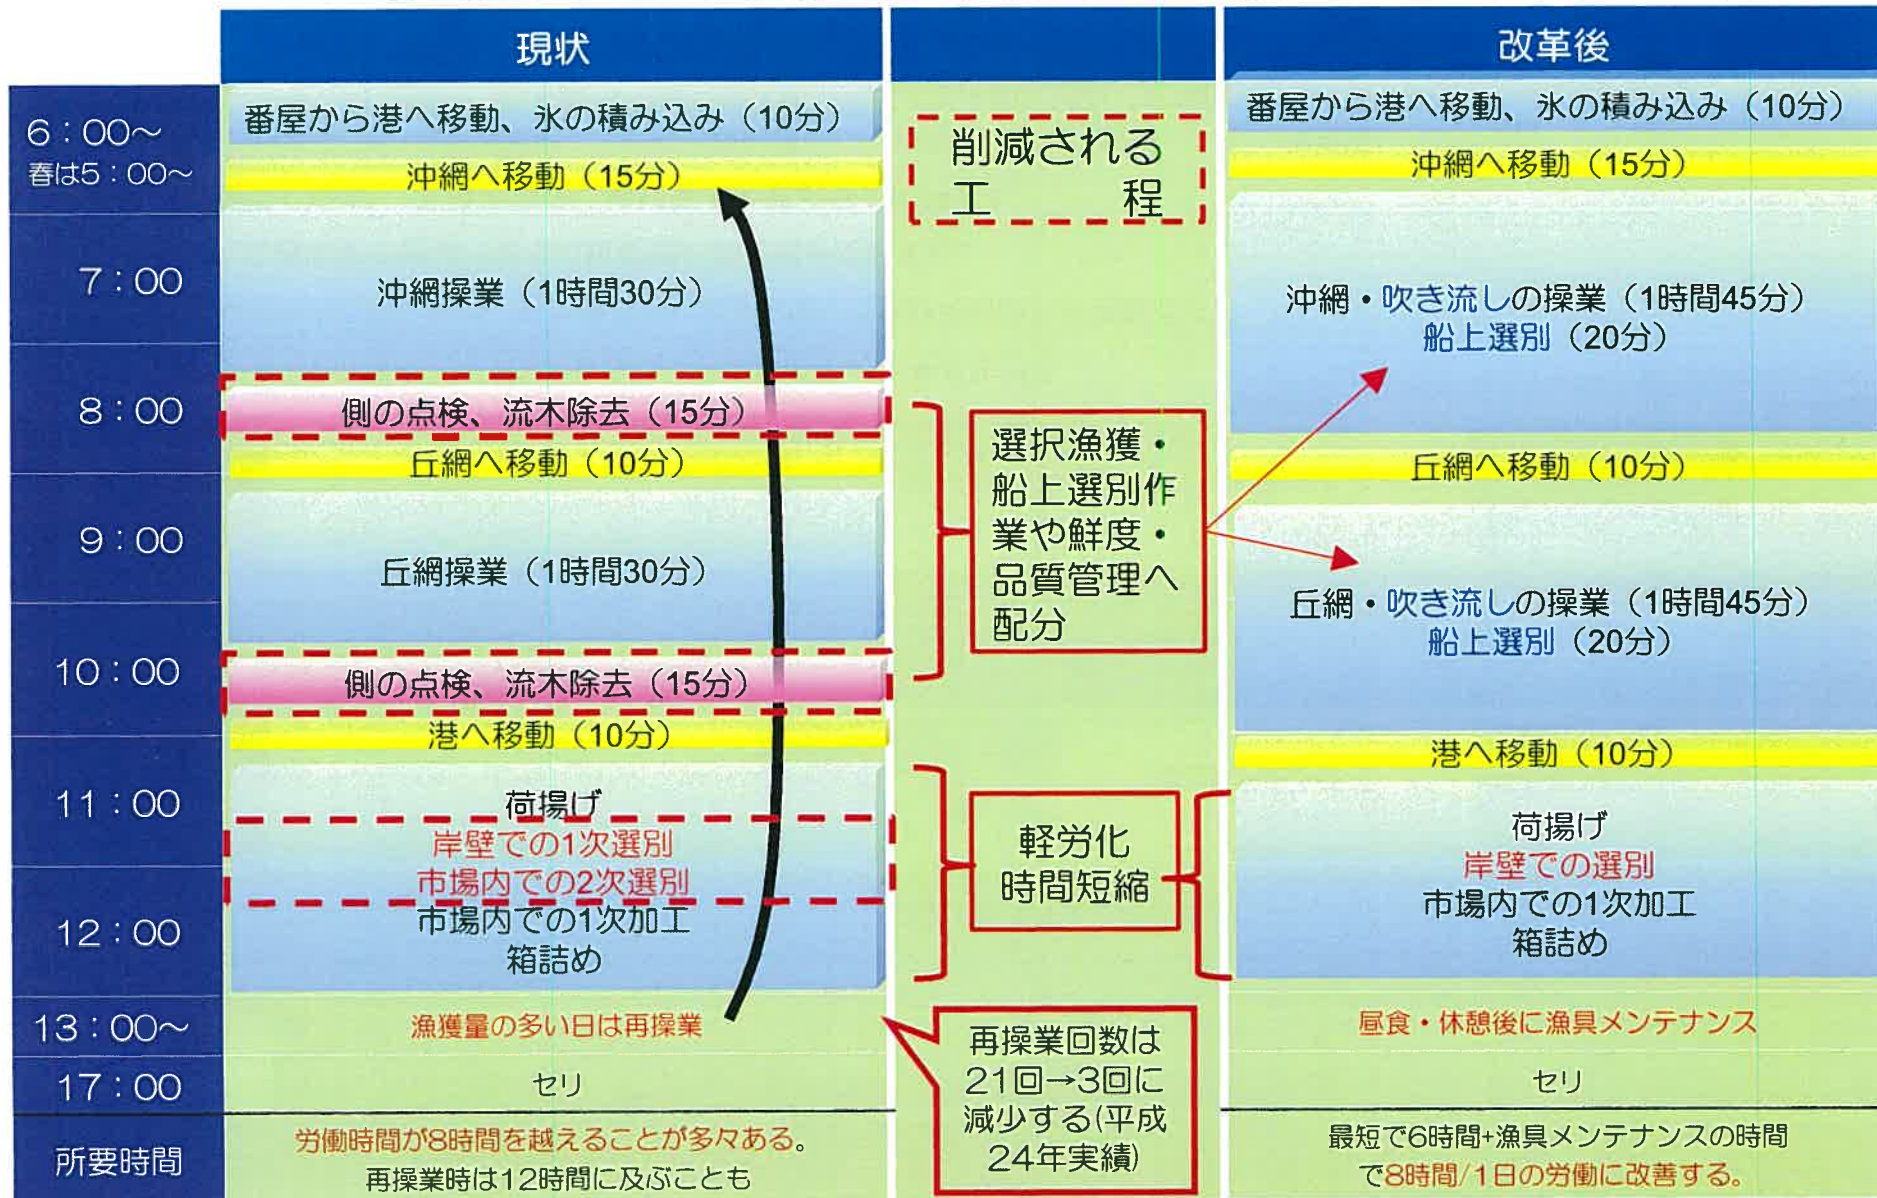 現状
改革後
6：00～
春は5：00～
7：00
8：00
9：00
10：00
11：00
12：00
13：00～
17：00
所要時間
番屋から港へ移動、氷の積み込み（10分）
沖網へ移動（15分）
沖網操業（1時間30分）
側の点検、流木除去（15分）
丘網へ移動（10分）
丘網操業（1時間30分）
側の点検、流木除去（15分）
港へ移動（10分）
荷揚げ
岸壁での1次選別
市場内での2次選別
市場内での1次加工
箱詰め
漁獲量の多い日は再操業
セリ
労働時間が8時間を越えることが多々ある。
再操業時は12時間に及ぶことも
削減される
工　程
選択漁獲・
船上選別作
業や鮮度・
品質管理へ
配分
軽労化
時間短縮
再操業回数は
21回→3回に
減少する(平成
24年実績)
番屋から港へ移動、氷の積み込み（10分）
沖網へ移動（15分）
沖網・吹き流しの操業（1時間45分）
船上選別（20分）
丘網へ移動（10分）
丘網・吹き流しの操業（1時間45分）
船上選別（20分）
港へ移動（10分）
荷揚げ
岸壁での選別
市場内での1次加工
箱詰め
昼食・休憩後に漁具メンテナンス
セリ
最短で6時間+漁具メンテナンスの時間
で8時間/1日の労働に改善する。